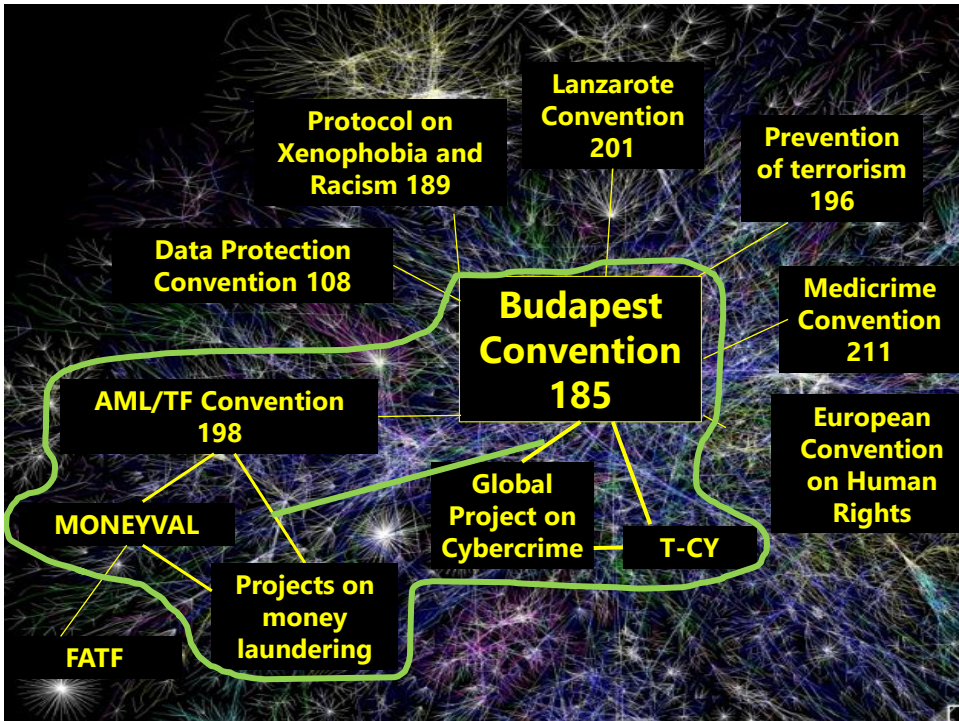 Lanzarote
Convention
201
Protocol on
Xenophobia and
Racism 189
Prevention
of terrorism
196
Data Protection
Convention 108
Budapest
Convention
185
Medicrime
Convention
211
AML/TF Convention
198
European
Convention
on Human
Rights
Global
Project on
Cybercrime
MONEYVAL
T-CY
Projects on
money
laundering
FATF